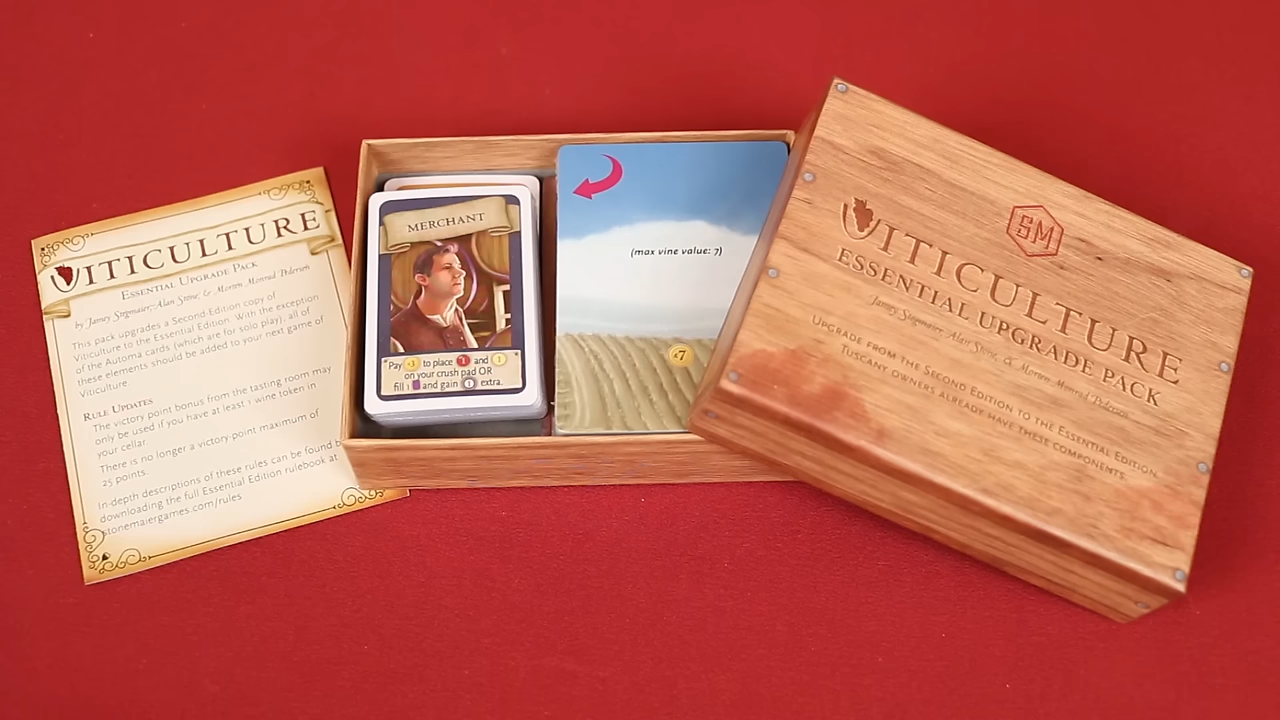 VITICULTURE
ESSENTIAL UPGRADE PACK
by Jamey Stegmaier, Alan Stone, & Morten Monrad Pedersen
This pack upgrades a Second Edition copy of
Viticulture to the Essential Edition. With the exception
of the Automa cards (which are for solo play), all of
these elements should be added to your next game of
Viticulture.
RULE UPDATES
The victory point bonus from the tasting room may
only be used if you have at least 1 wine token in
your cellar.
There is no longer a victory point maximum of
25 points.
In-depth descriptions of these rules can be found by
downloading the full Essential Edition rulebook at
stonemaiergames.com/rules
MERCHANT
Pay 3 to place 1 and 1
on your crush pad OR
fill 1 and gain 1 extra.
(max vine value: 7)
7
SM
VITICULTURE
ESSENTIAL UPGRADE PACK
Jamey Stegmaier, Alan Stone, & Morten Monrad Pedersen
UPGRADE FROM THE SECOND EDITION TO THE ESSENTIAL EDITION.
TUSCANY OWNERS ALREADY HAVE THESE COMPONENTS.